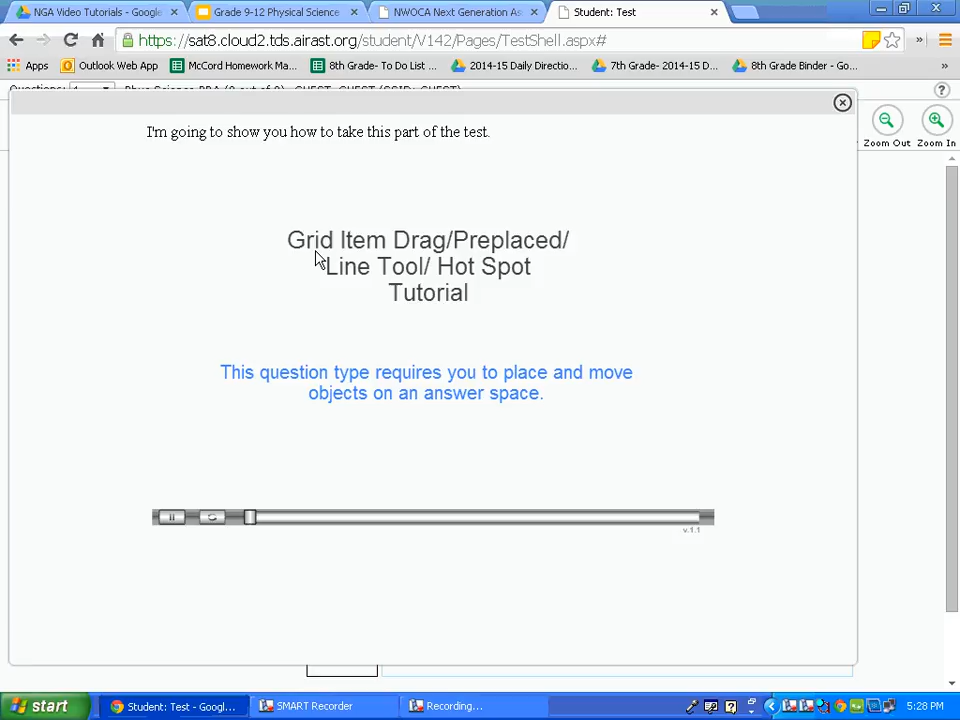 NGA Video Tutorials - Google
Grade 9-12 Physical Science
NWOCA Next Generation As
Student: Test
https://sat8.cloud2.tds.airast.org/student/V142/Pages/TestShell.aspx#
Apps
Outlook Web App
McCord Homework Ma...
8th Grade- To Do List ...
2014-15 Daily Directio...
7th Grade- 2014-15 D...
8th Grade Binder - Go...
Zoom Out
Zoom In
I'm going to show you how to take this part of the test.
Grid Item Drag/Preplaced/
Line Tool/ Hot Spot
Tutorial
This question type requires you to place and move
objects on an answer space.
v.1.1
start
Student: Test - Googl...
SMART Recorder
Recording...
5:28 PM